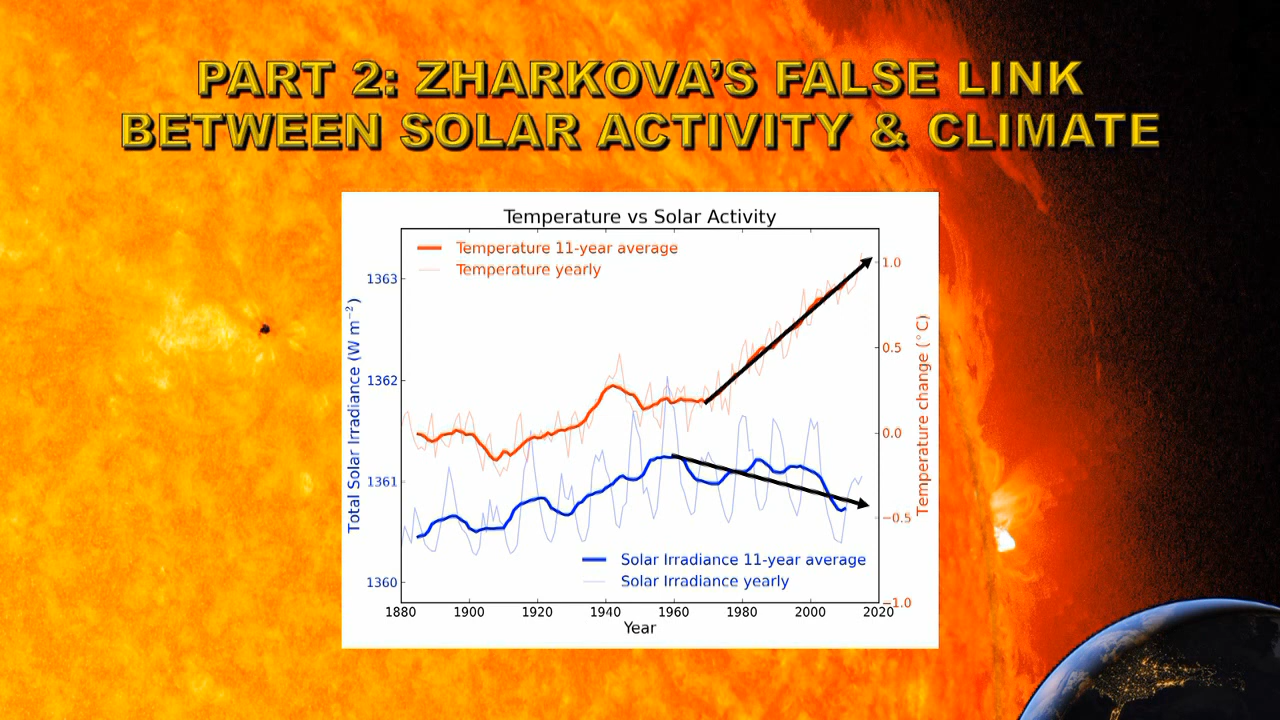 PART 2: ZHARKOVA’S FALSE LINK
BETWEEN SOLAR ACTIVITY & CLIMATE
Temperature vs Solar Activity
Temperature 11-year average
Temperature yearly
1363
1362
1361
1360
Total Solar Irradiance (W m⁻²)
1.0
0.5
0.0
−0.5
−1.0
Temperature change (°C)
Solar Irradiance 11-year average
Solar Irradiance yearly
1880 1900 1920 1940 1960 1980 2000 2020
Year